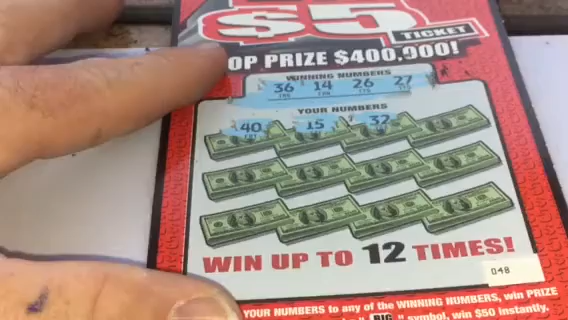 $5
TICKET
OP PRIZE $400,000!
WINNING NUMBERS
36 14 26 27
YOUR NUMBERS
40 15 32
WIN UP TO 12 TIMES!
048
YOUR NUMBERS to any of the WINNING NUMBERS, win PRIZE
BIG" symbol, win $50 instantly.